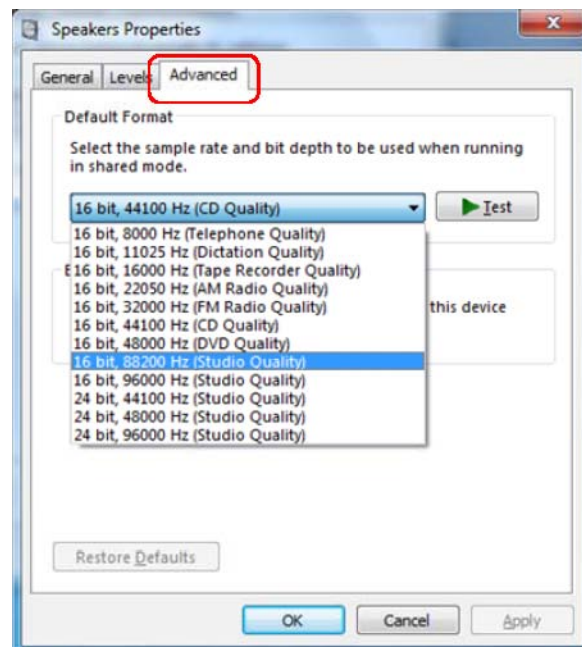 Speakers Properties
General Levels Advanced
Default Format
Select the sample rate and bit depth to be used when running
in shared mode.
16 bit, 44100 Hz (CD Quality)
Test
16 bit, 8000 Hz (Telephone Quality)
16 bit, 11025 Hz (Dictation Quality)
E16 bit, 16000 Hz (Tape Recorder Quality)
16 bit, 22050 Hz (AM Radio Quality)
16 bit, 32000 Hz (FM Radio Quality) this device
16 bit, 44100 Hz (CD Quality)
16 bit, 48000 Hz (DVD Quality)
16 bit, 88200 Hz (Studio Quality)
16 bit, 96000 Hz (Studio Quality)
24 bit, 44100 Hz (Studio Quality)
24 bit, 48000 Hz (Studio Quality)
24 bit, 96000 Hz (Studio Quality)
Restore Defaults
OK Cancel Apply